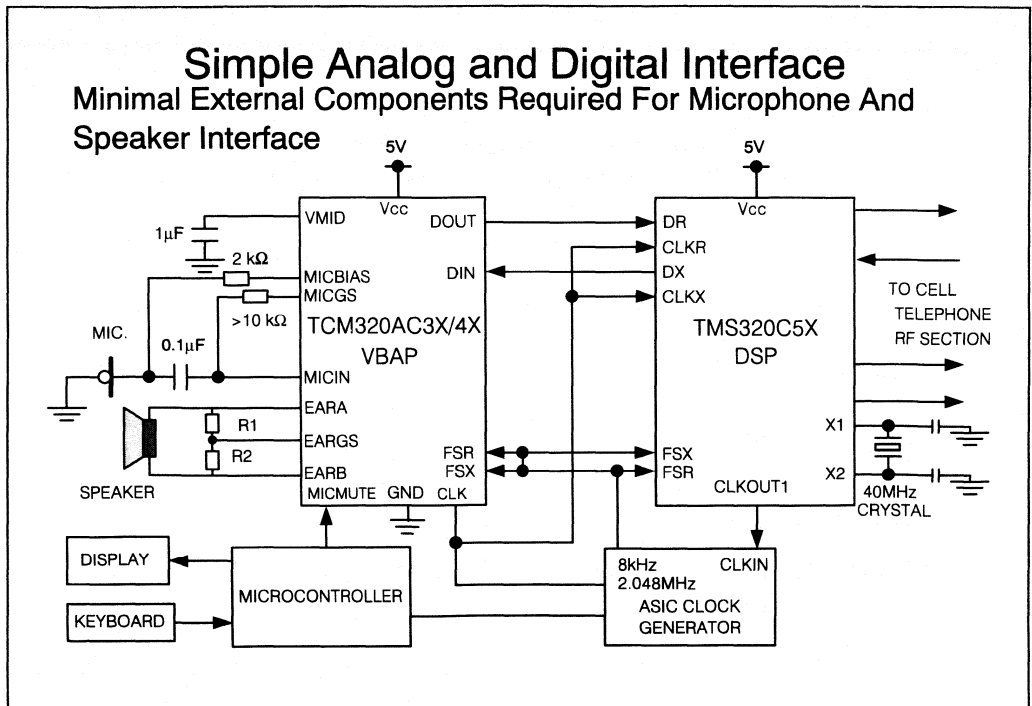 Simple Analog and Digital Interface
Minimal External Components Required For Microphone And
Speaker Interface
5V
5V
Vcc
Vcc
VMID
DOUT
DR
1µF
CLKR
2 kΩ
MICBIAS
DIN
DX
MICGS
CLKX
>10 kΩ
TCM320AC3X/4X
VBAP
TMS320C5X
DSP
TO CELL
TELEPHONE
RF SECTION
MIC.
0.1µF
MICIN
EARA
R1
EARGS
R2
EARB
SPEAKER
FSR
FSX
FSX
FSR
X1
X2
MICMUTE
GND
CLK
CLKOUT1
40MHz
CRYSTAL
DISPLAY
KEYBOARD
MICROCONTROLLER
8kHz
CLKIN
2.048MHz
ASIC CLOCK
GENERATOR